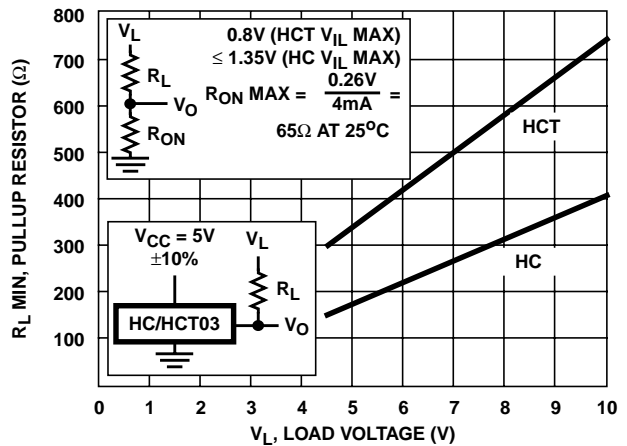 800
700
600
500
400
300
200
100
R_L MIN, PULLUP RESISTOR (Ω)
V_L
R_L
V_O
R_ON
0.8V (HCT V_IL MAX)
≤ 1.35V (HC V_IL MAX)
R_ON MAX = 0.26V / 4mA =
65Ω AT 25°C
HCT
HC
V_CC = 5V
±10%
V_L
R_L
HC/HCT03
V_O
0 1 2 3 4 5 6 7 8 9 10
V_L, LOAD VOLTAGE (V)